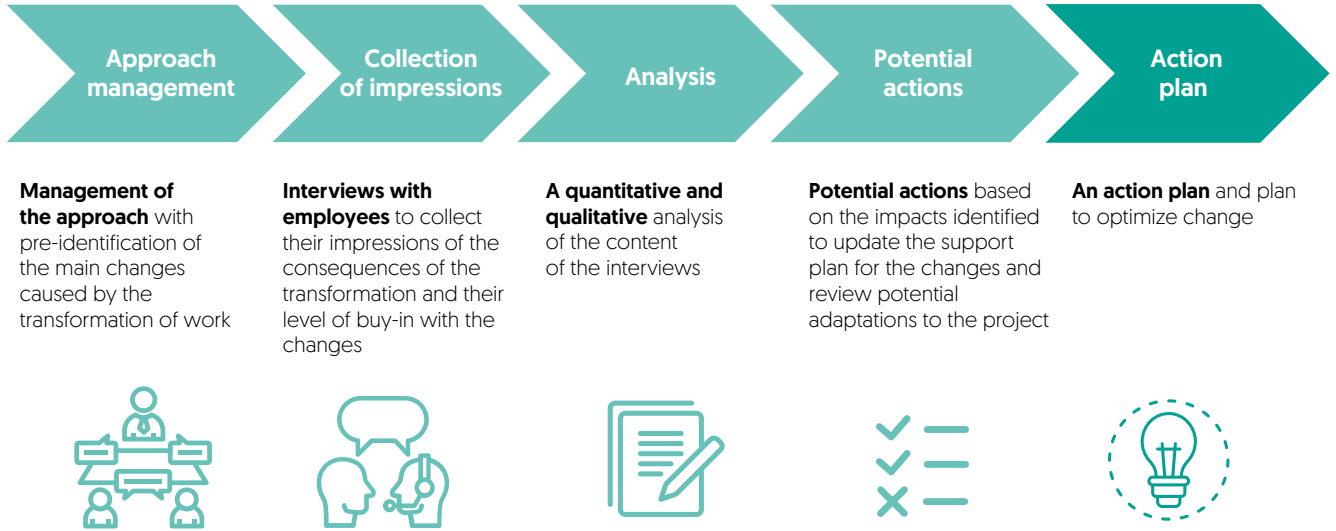 Approach
management
Collection
of impressions
Analysis
Potential
actions
Action
plan
Management of
the approach with
pre-identification of
the main changes
caused by the
transformation of work
Interviews with
employees to collect
their impressions of the
consequences of the
transformation and their
level of buy-in with the
changes
A quantitative and
qualitative analysis
of the content
of the interviews
Potential actions based
on the impacts identified
to update the support
plan for the changes and
review potential
adaptations to the project
An action plan and plan
to optimize change